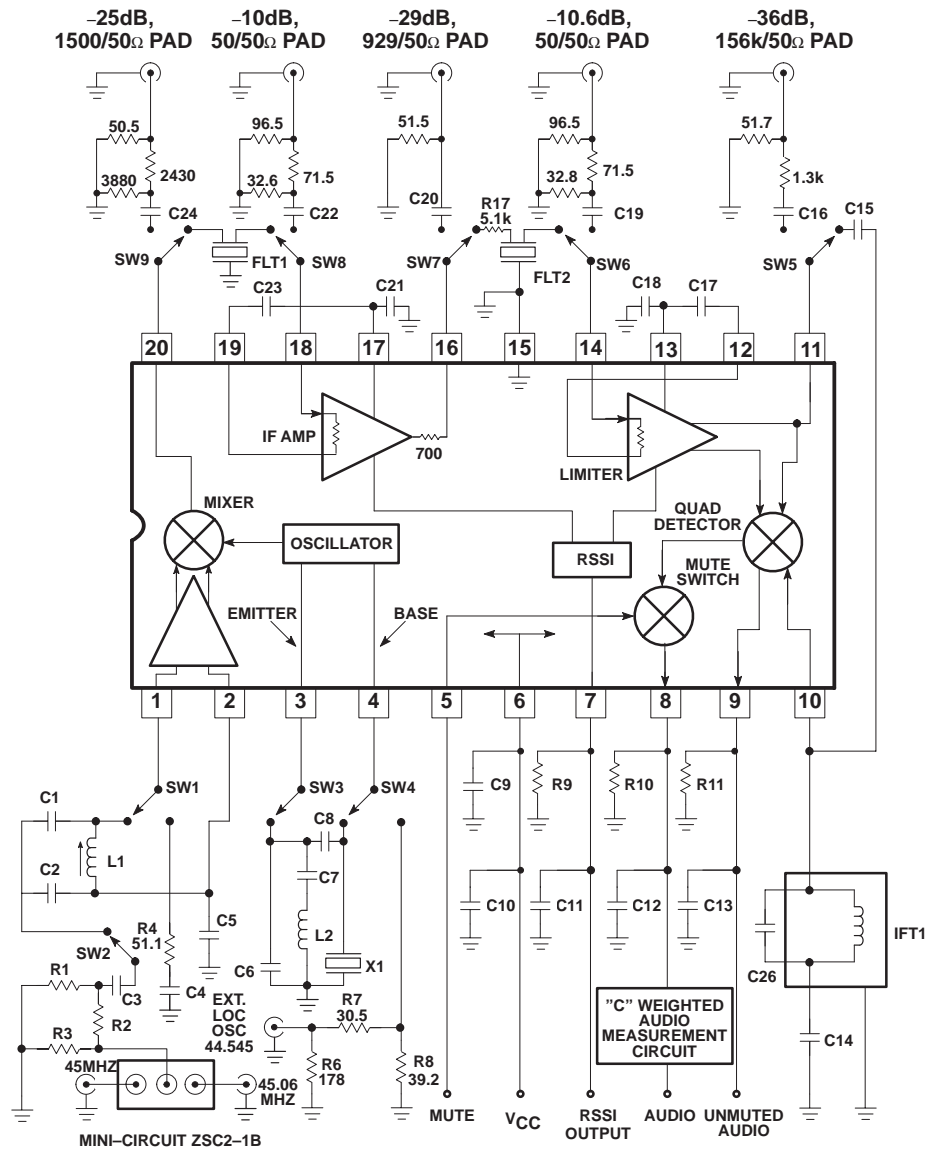 –25dB,
1500/50Ω PAD
–10dB,
50/50Ω PAD
–29dB,
929/50Ω PAD
–10.6dB,
50/50Ω PAD
–36dB,
156k/50Ω PAD
50.5
2430
3880
C24
96.5
71.5
32.6
C22
51.5
C20
R17
5.1k
96.5
71.5
32.8
C19
51.7
1.3k
C16
C15
SW9
FLT1
SW8
SW7
FLT2
SW6
SW5
C23
C21
C18
C17
20
19
18
17
16
15
14
13
12
11
IF AMP
700
LIMITER
MIXER
OSCILLATOR
RSSI
QUAD
DETECTOR
MUTE
SWITCH
EMITTER
BASE
1
2
3
4
5
6
7
8
9
10
SW1
SW3
SW4
C9
R9
R10
R11
C1
L1
C2
C8
C7
L2
X1
C6
C5
R4
51.1
C4
SW2
C3
R1
R2
R3
C10
C11
C12
C13
IFT1
C26
C14
EXT.
LOC
OSC
44.545
R7
30.5
R6
178
R8
39.2
"C" WEIGHTED
AUDIO
MEASUREMENT
CIRCUIT
45MHZ
45.06
MHZ
MINI–CIRCUIT ZSC2–1B
MUTE
VCC
RSSI
OUTPUT
AUDIO
UNMUTED
AUDIO